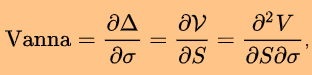 Vanna = ∂Δ/∂σ = ∂𝒱/∂S = ∂²V/∂S∂σ,